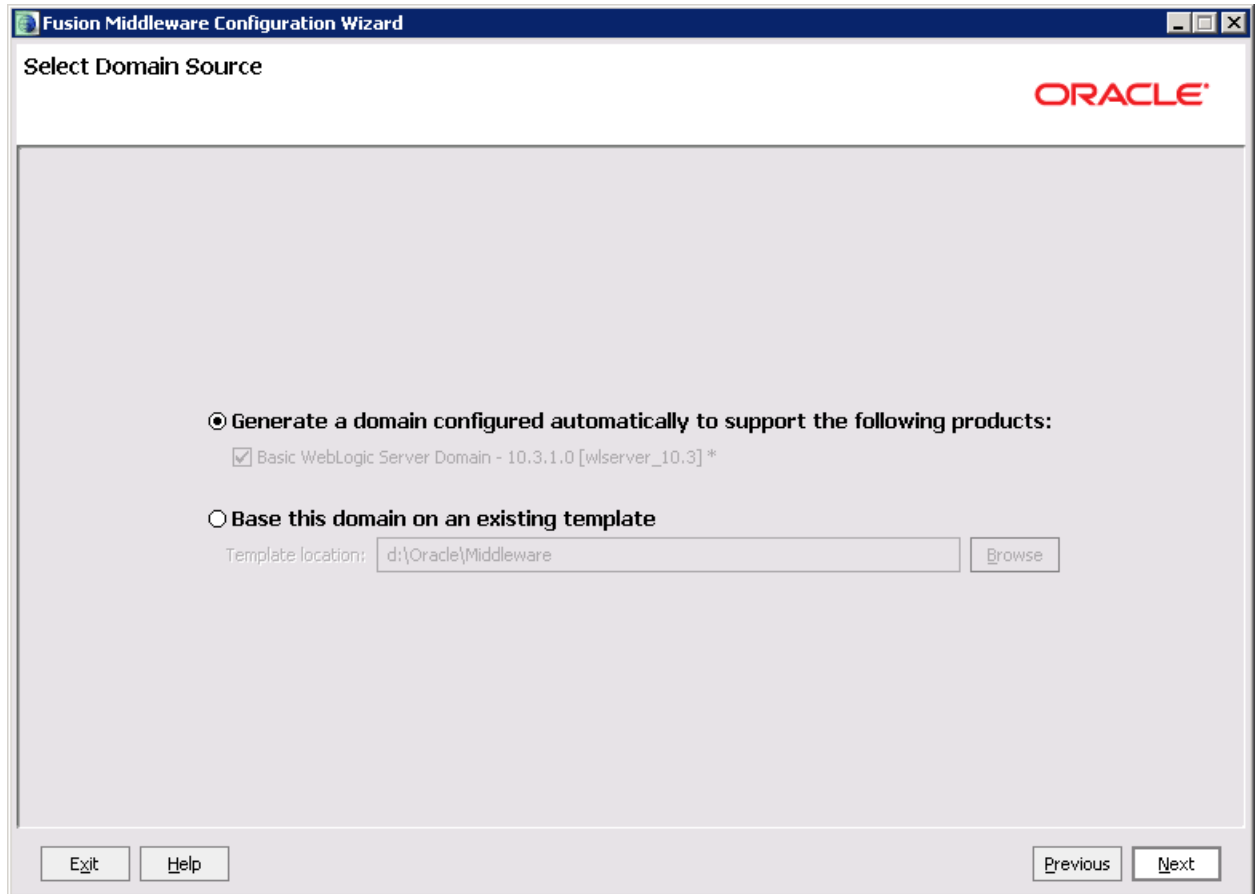 Fusion Middleware Configuration Wizard
Select Domain Source
ORACLE
Generate a domain configured automatically to support the following products:
Basic WebLogic Server Domain - 10.3.1.0 [wlserver_10.3] *
Base this domain on an existing template
Template location: d:\Oracle\Middleware Browse
Exit Help Previous Next